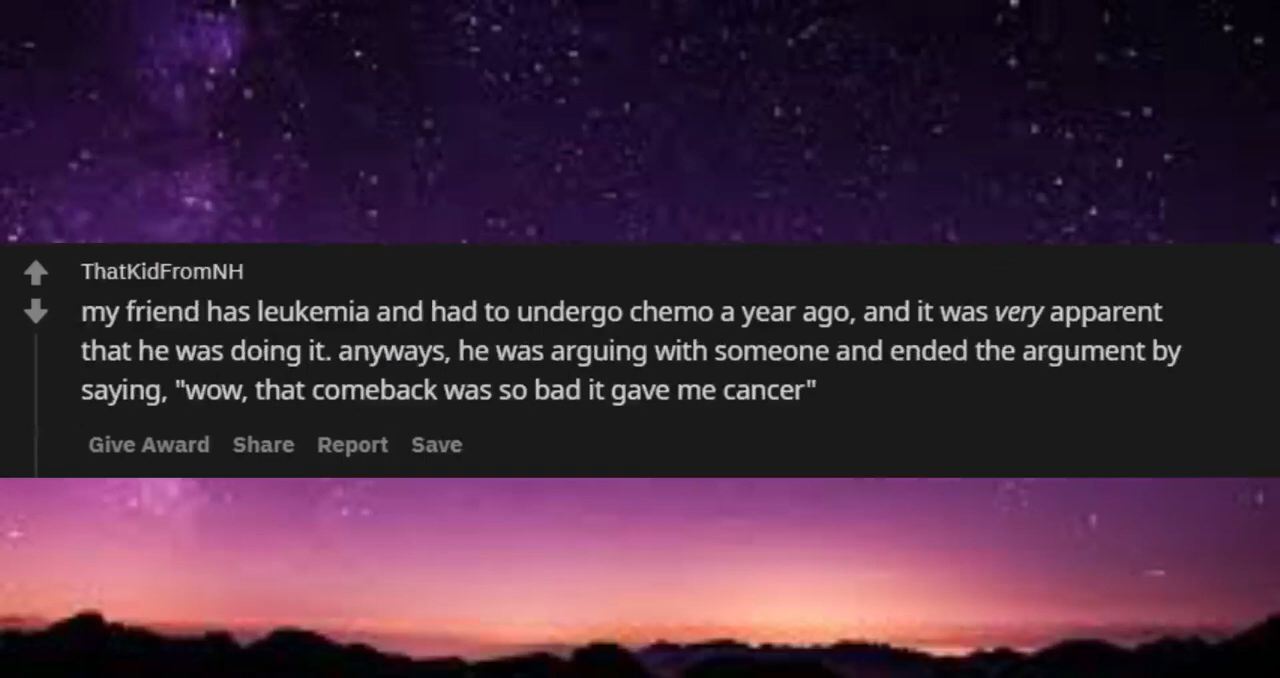 ThatKidFromNH
my friend has leukemia and had to undergo chemo a year ago, and it was very apparent
that he was doing it. anyways, he was arguing with someone and ended the argument by
saying, "wow, that comeback was so bad it gave me cancer"
Give Award Share Report Save